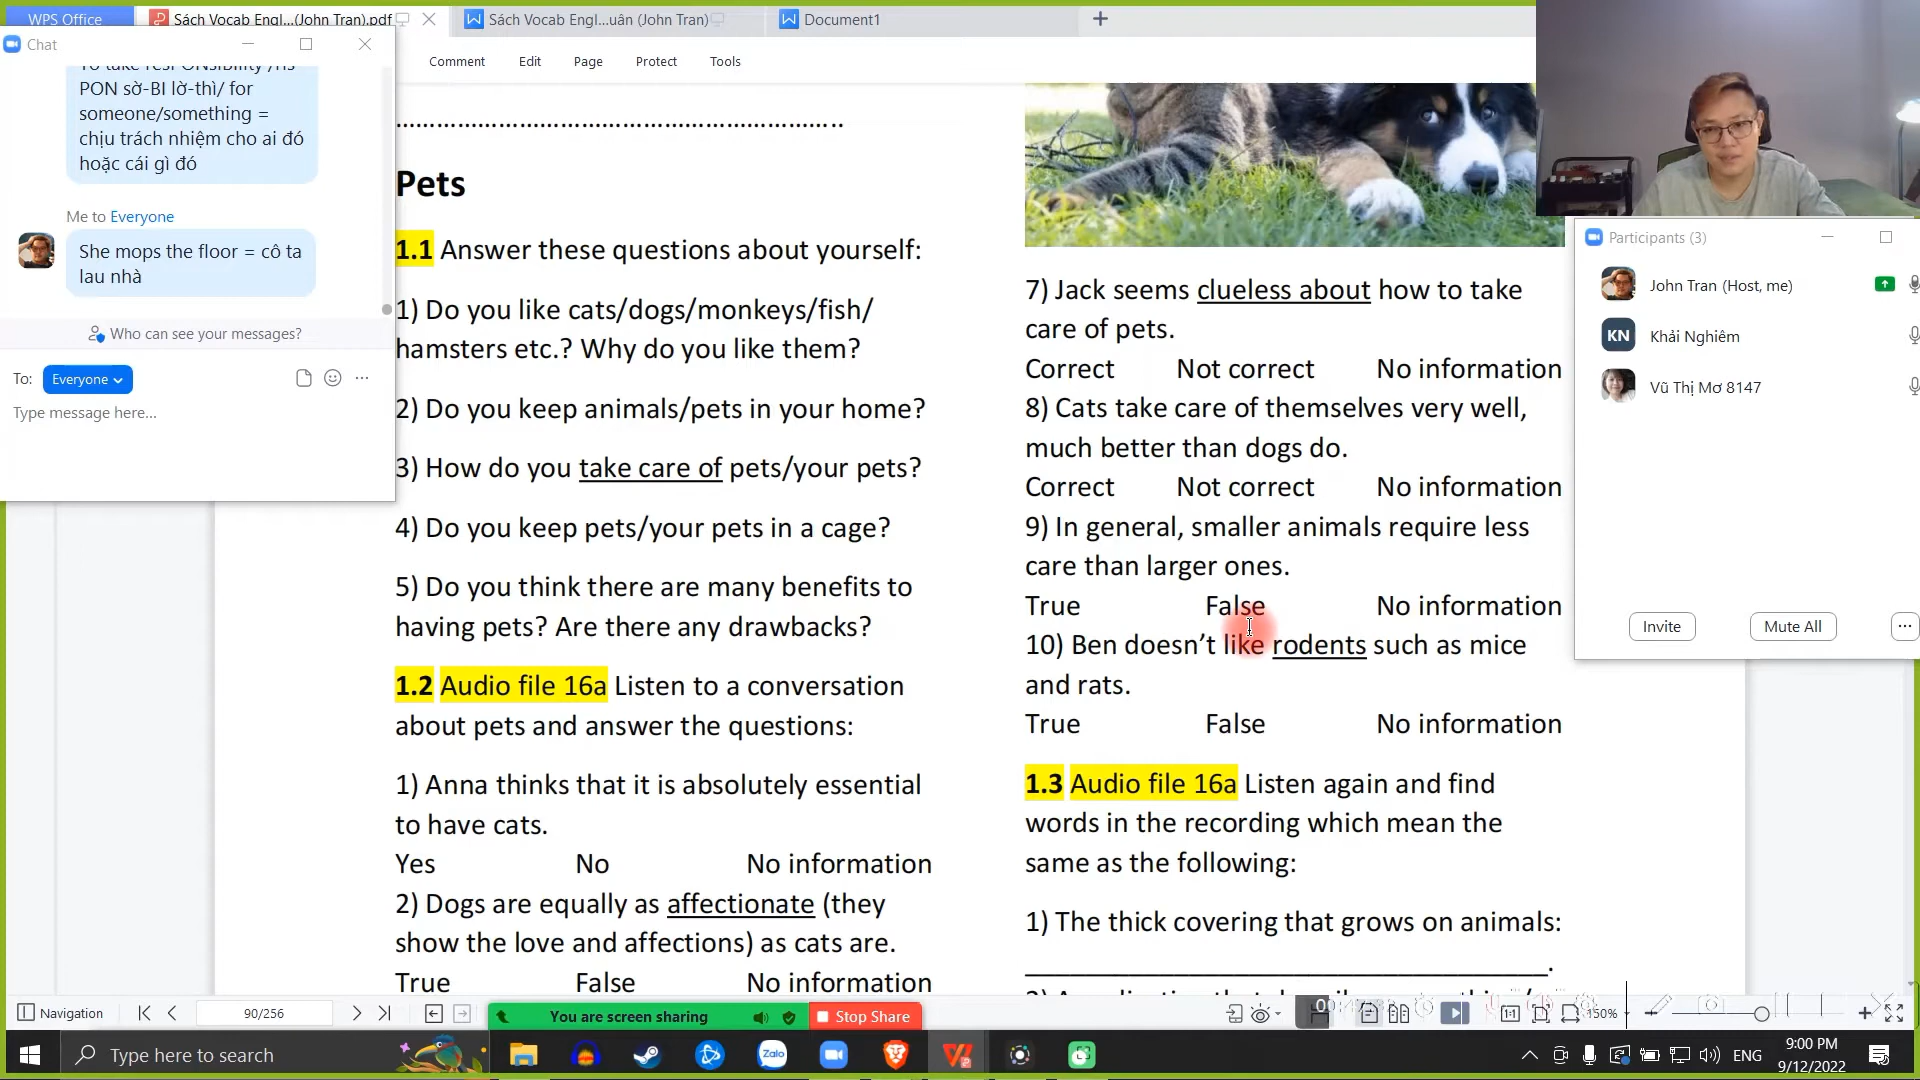 WPS Office
Sách Vocab Engl...(John Tran).pdf
Sách Vocab Engl...uân (John Tran)
Document1
Chat
Comment
Edit
Page
Protect
Tools
PON sờ-BI lờ-thì/ for
someone/something =
chịu trách nhiệm cho ai đó
hoặc cái gì đó
Me to Everyone
She mops the floor = cô ta
lau nhà
Who can see your messages?
To:
Everyone
Type message here...
Pets
1.1 Answer these questions about yourself:
1) Do you like cats/dogs/monkeys/fish/
hamsters etc.? Why do you like them?
2) Do you keep animals/pets in your home?
3) How do you take care of pets/your pets?
4) Do you keep pets/your pets in a cage?
5) Do you think there are many benefits to
having pets? Are there any drawbacks?
1.2 Audio file 16a Listen to a conversation
about pets and answer the questions:
1) Anna thinks that it is absolutely essential
to have cats.
Yes No No information
2) Dogs are equally as affectionate (they
show the love and affections) as cats are.
True False No information
7) Jack seems clueless about how to take
care of pets.
Correct Not correct No information
8) Cats take care of themselves very well,
much better than dogs do.
Correct Not correct No information
9) In general, smaller animals require less
care than larger ones.
True False No information
10) Ben doesn't like rodents such as mice
and rats.
True False No information
1.3 Audio file 16a Listen again and find
words in the recording which mean the
same as the following:
1) The thick covering that grows on animals:
Participants (3)
John Tran (Host, me)
KN
Khải Nghiêm
Vũ Thị Mơ 8147
Invite
Mute All
Navigation
90/256
You are screen sharing
Stop Share
150%
Type here to search
Zalo
ENG
9:00 PM
9/12/2022